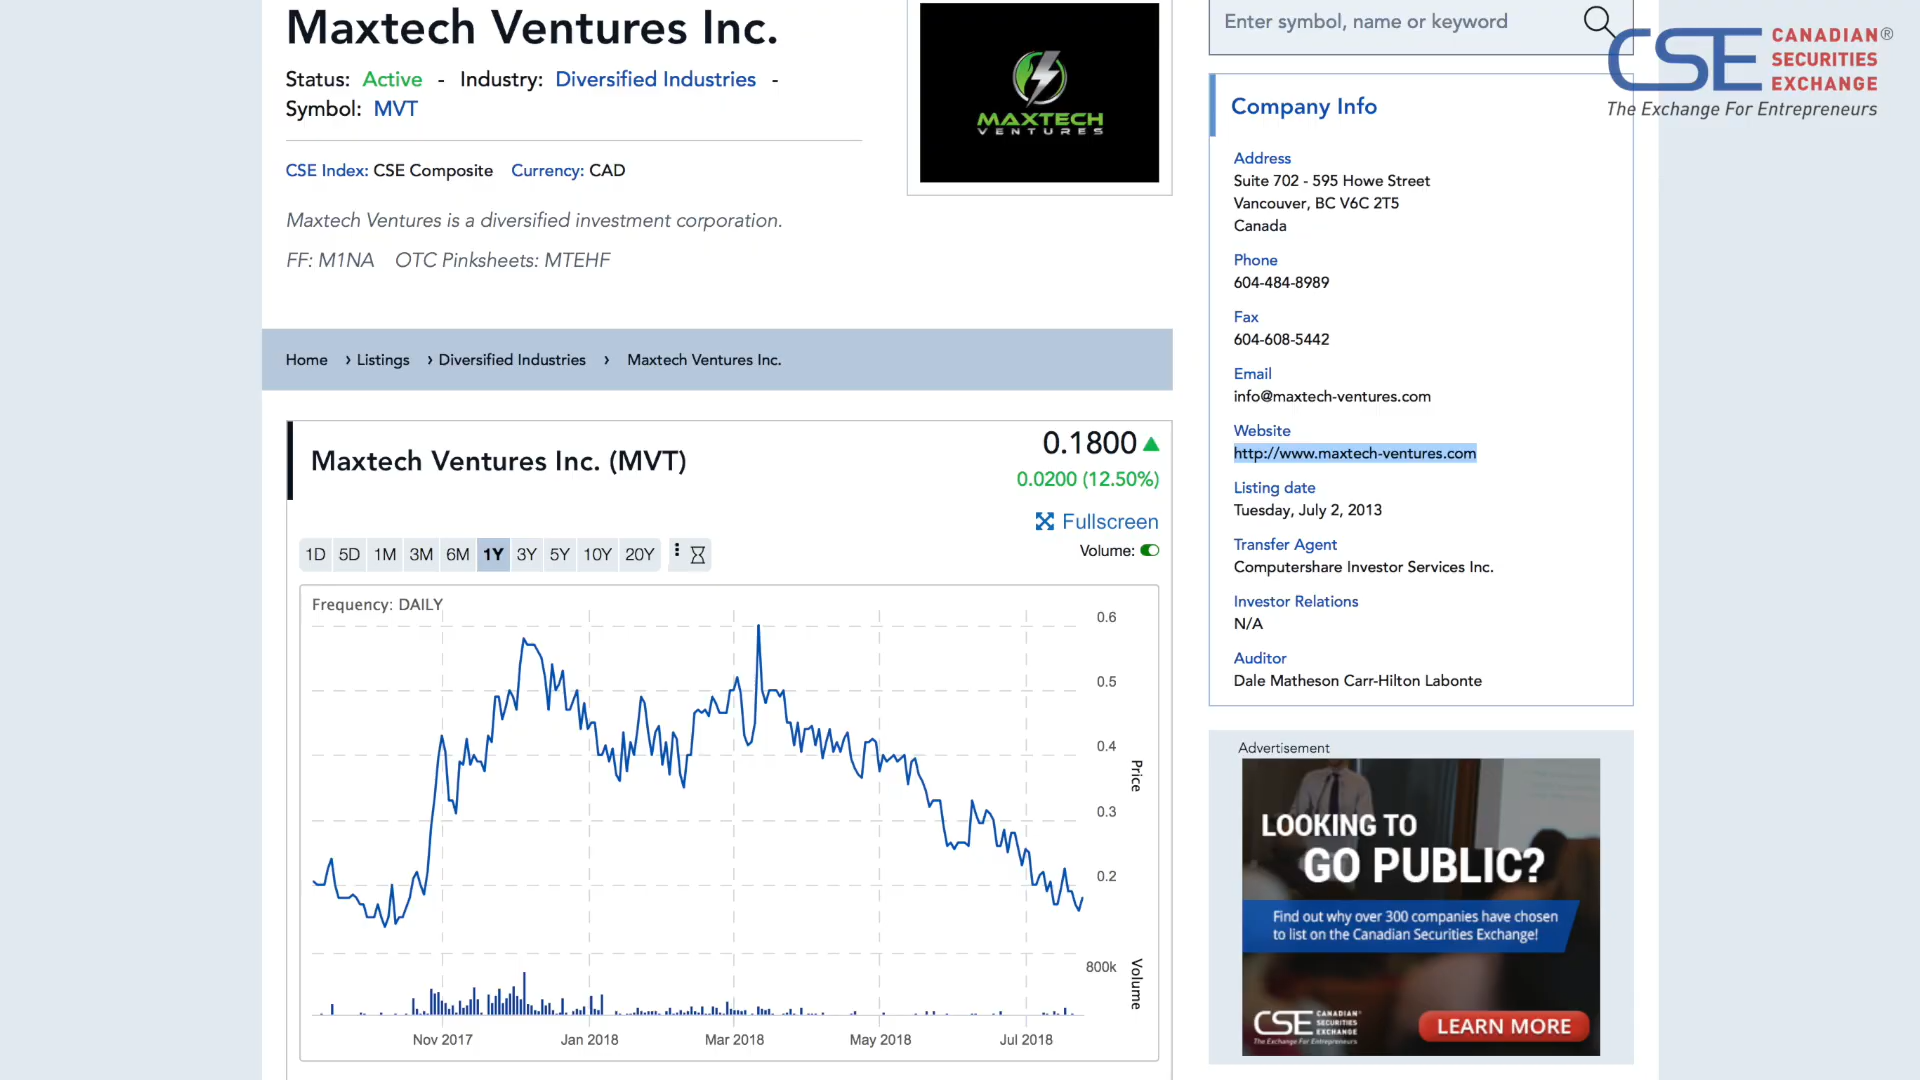 Maxtech Ventures Inc.
Status: Active - Industry: Diversified Industries -
Symbol: MVT
CSE Index: CSE Composite Currency: CAD
Maxtech Ventures is a diversified investment corporation.
FF: M1NA OTC Pinksheets: MTEHF
MAXTECH
VENTURES
Enter symbol, name or keyword
CSE CANADIAN®
SECURITIES
EXCHANGE
The Exchange For Entrepreneurs
Company Info
Address
Suite 702 - 595 Howe Street
Vancouver, BC V6C 2T5
Canada
Phone
604-484-8989
Fax
604-608-5442
Email
info@maxtech-ventures.com
Website
http://www.maxtech-ventures.com
Listing date
Tuesday, July 2, 2013
Transfer Agent
Computershare Investor Services Inc.
Investor Relations
N/A
Auditor
Dale Matheson Carr-Hilton Labonte
Home › Listings › Diversified Industries › Maxtech Ventures Inc.
Maxtech Ventures Inc. (MVT)
0.1800
0.0200 (12.50%)
Fullscreen
1D 5D 1M 3M 6M 1Y 3Y 5Y 10Y 20Y
Volume:
Frequency: DAILY
0.6
0.5
0.4
0.3
0.2
Price
800k
Volume
Nov 2017 Jan 2018 Mar 2018 May 2018 Jul 2018
Advertisement
LOOKING TO
GO PUBLIC?
Find out why over 300 companies have chosen
to list on the Canadian Securities Exchange!
CSE CANADIAN
SECURITIES
EXCHANGE
The Exchange For Entrepreneurs
LEARN MORE